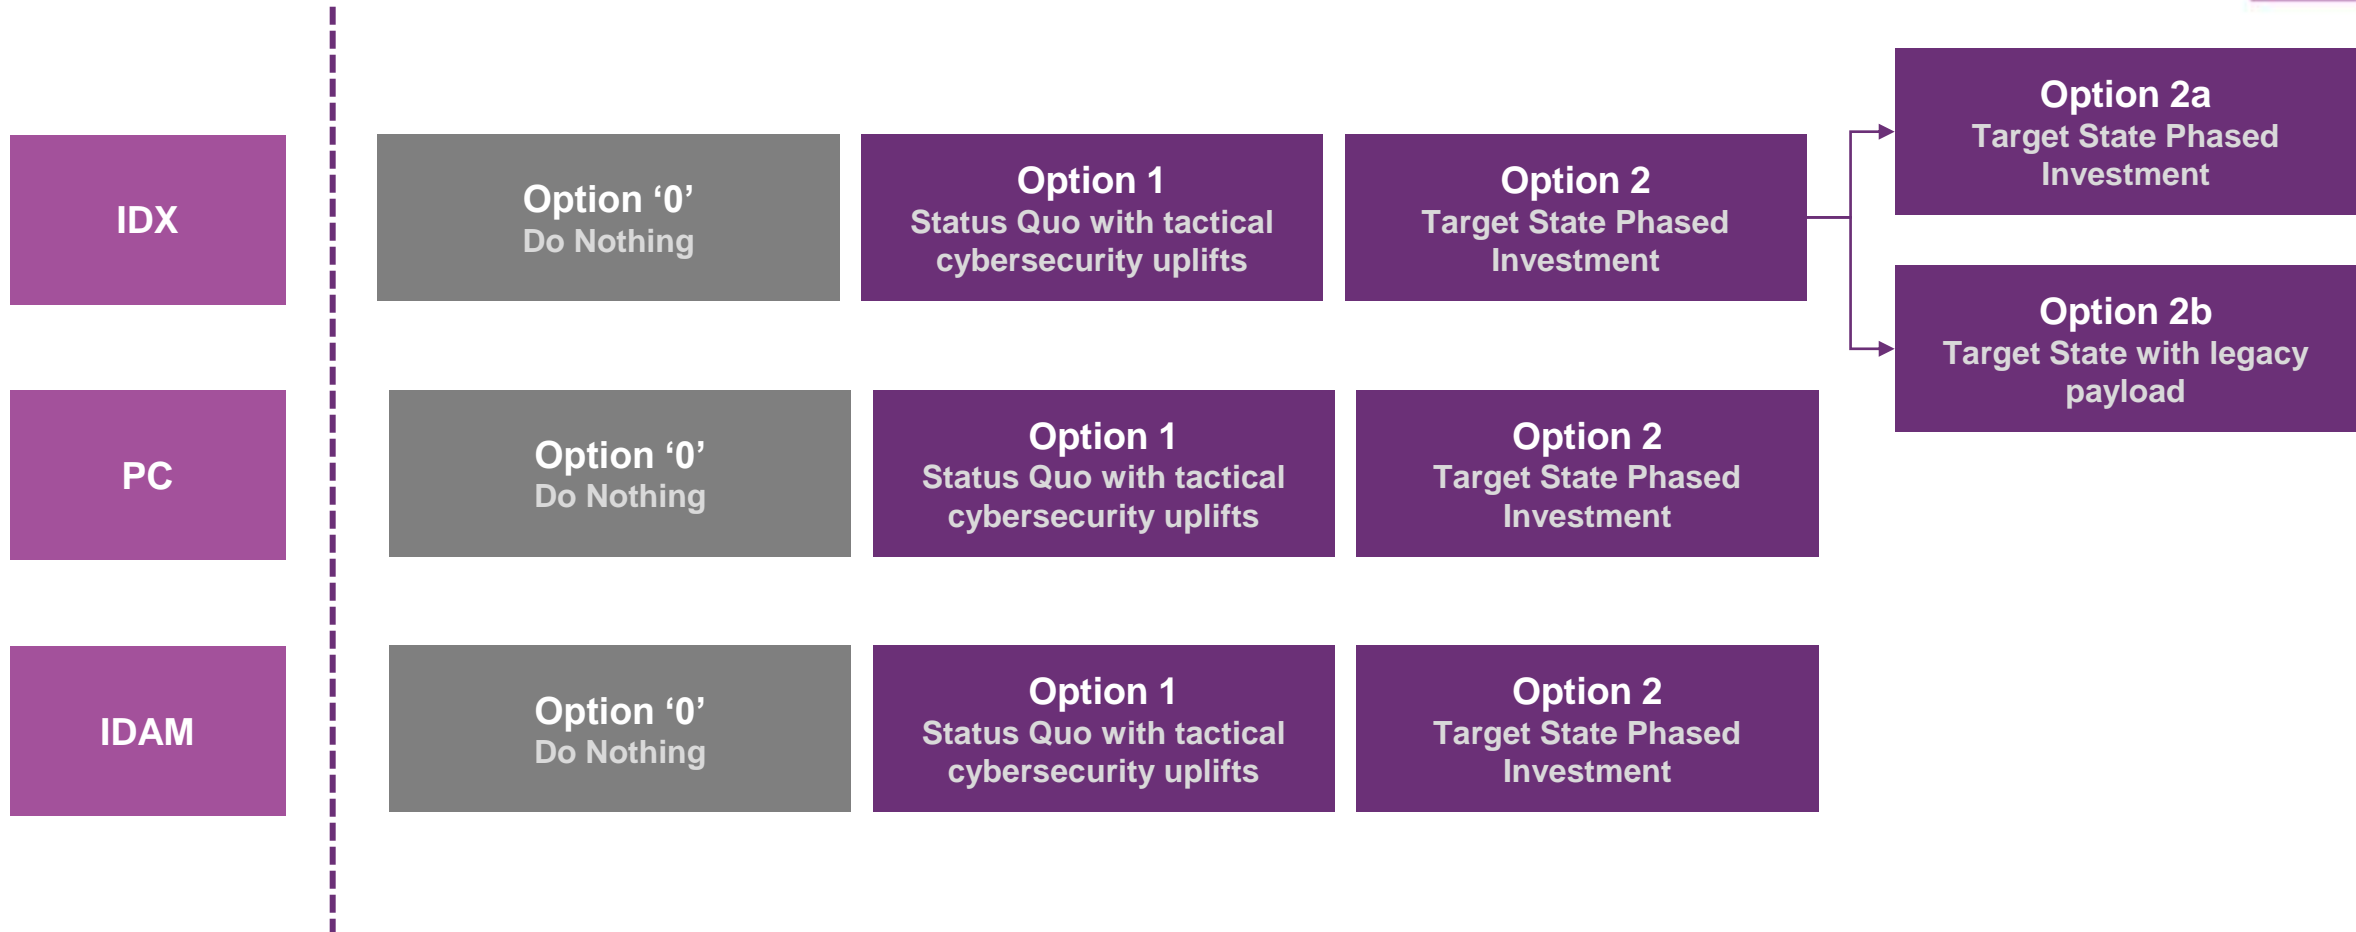 IDX
Option ‘0’
Do Nothing
Option 1
Status Quo with tactical
cybersecurity uplifts
Option 2
Target State Phased
Investment
Option 2a
Target State Phased
Investment
Option 2b
Target State with legacy
payload
PC
Option ‘0’
Do Nothing
Option 1
Status Quo with tactical
cybersecurity uplifts
Option 2
Target State Phased
Investment
IDAM
Option ‘0’
Do Nothing
Option 1
Status Quo with tactical
cybersecurity uplifts
Option 2
Target State Phased
Investment